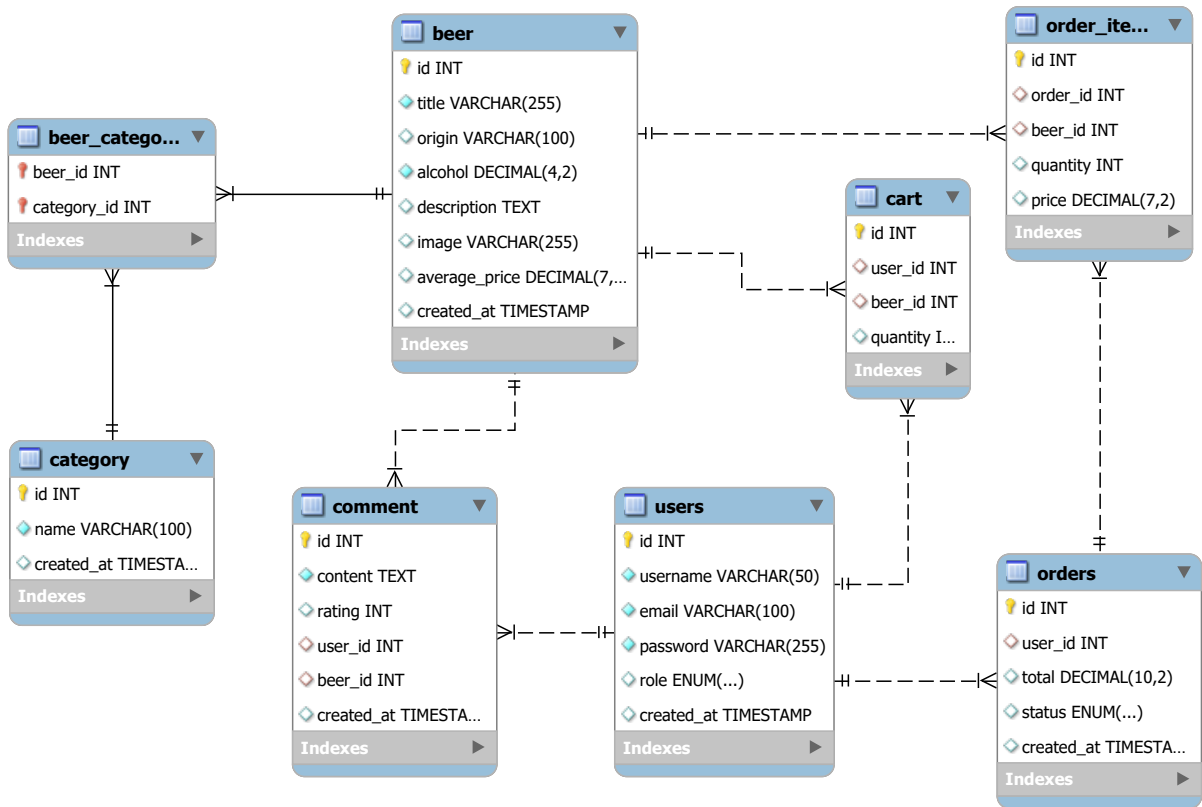 beer
id INT
title VARCHAR(255)
origin VARCHAR(100)
alcohol DECIMAL(4,2)
description TEXT
image VARCHAR(255)
average_price DECIMAL(7,...
created_at TIMESTAMP
Indexes
order_ite...
id INT
order_id INT
beer_id INT
quantity INT
price DECIMAL(7,2)
Indexes
beer_catego...
beer_id INT
category_id INT
Indexes
cart
id INT
user_id INT
beer_id INT
quantity I...
Indexes
category
id INT
name VARCHAR(100)
created_at TIMESTA...
Indexes
comment
id INT
content TEXT
rating INT
user_id INT
beer_id INT
created_at TIMESTA...
Indexes
users
id INT
username VARCHAR(50)
email VARCHAR(100)
password VARCHAR(255)
role ENUM(...)
created_at TIMESTAMP
Indexes
orders
id INT
user_id INT
total DECIMAL(10,2)
status ENUM(...)
created_at TIMESTA...
Indexes